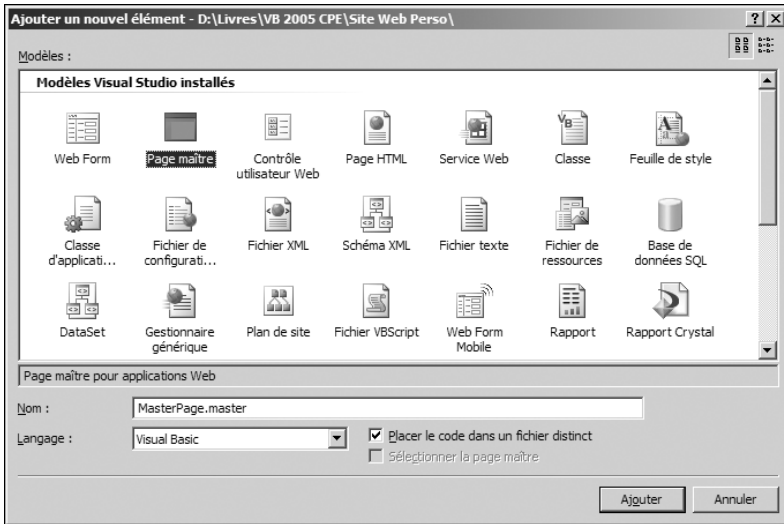 Ajouter un nouvel élément - D:\Livres\VB 2005 CPE\Site Web Perso\
Modèles :
Modèles Visual Studio installés
Web Form
Page maître
Contrôle utilisateur Web
Page HTML
Service Web
Classe
Feuille de style
Classe d'applicati...
Fichier de configurati...
Fichier XML
Schéma XML
Fichier texte
Fichier de ressources
Base de données SQL
DataSet
Gestionnaire générique
Plan de site
Fichier VBScript
Web Form Mobile
Rapport
Rapport Crystal
Page maître pour applications Web
Nom :
MasterPage.master
Langage :
Visual Basic
Placer le code dans un fichier distinct
Sélectionner la page maître
Ajouter
Annuler